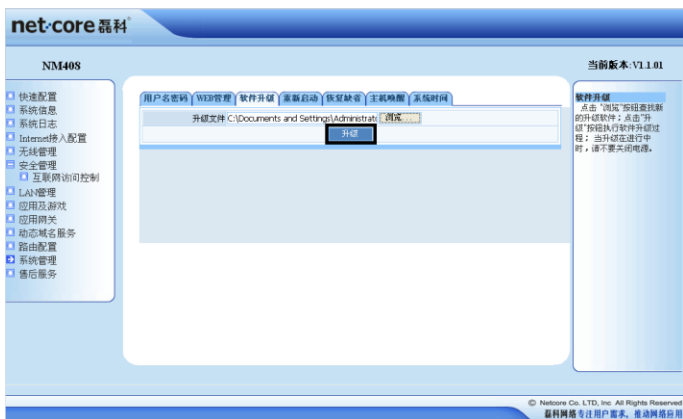 net·core 磊科
NM408
当前版本:V1.1.01
快速配置
系统信息
系统日志
Internet接入配置
无线管理
安全管理
互联网访问控制
LAN管理
应用及游戏
应用网关
动态域名服务
路由配置
系统管理
售后服务
用户名密码 WEB管理 软件升级 重新启动 恢复缺省 主机唤醒 系统时间
升级文件 C:\Documents and Settings\Administrat 浏览...
升级
软件升级
点击 "浏览"按钮查找新
的升级软件；点击"升
级"按钮执行软件升级过
程； 当升级在进行中
时，请不要关闭电源。
© Netcore Co. LTD, Inc All Rights Reserved
磊科网络专注用户需求，推动网络应用